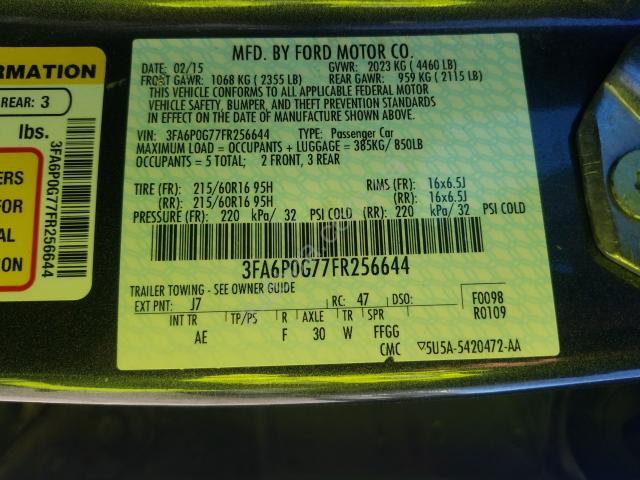 ORMATION
REAR: 3
lbs.
ERS
FOR
AL
ION
3FA6P0G77FR256644
MFD. BY FORD MOTOR CO.
DATE: 02/15 GVWR: 2023 KG ( 4460 LB)
FRONT GAWR: 1068 KG ( 2355 LB) REAR GAWR: 959 KG ( 2115 LB)
THIS VEHICLE CONFORMS TO ALL APPLICABLE FEDERAL MOTOR
VEHICLE SAFETY, BUMPER, AND THEFT PREVENTION STANDARDS
IN EFFECT ON THE DATE OF MANUFACTURE SHOWN ABOVE.
VIN: 3FA6P0G77FR256644 TYPE: Passenger Car
MAXIMUM LOAD = OCCUPANTS + LUGGAGE = 385KG/ 850LB
OCCUPANTS = 5 TOTAL; 2 FRONT, 3 REAR
TIRE (FR): 215/60R16 95H RIMS (FR): 16x6.5J
(RR): 215/60R16 95H (RR): 16x6.5J
PRESSURE (FR): 220 kPa/ 32 PSI COLD (RR): 220 kPa/ 32 PSI COLD
3FA6P0G77FR256644
TRAILER TOWING - SEE OWNER GUIDE
EXT PNT: J7 RC: 47 DSO: F0098
R0109
INT TR TP/PS R AXLE TR SPR
AE F 30 W FFGG
CMC ▽5U5A-5420472-AA